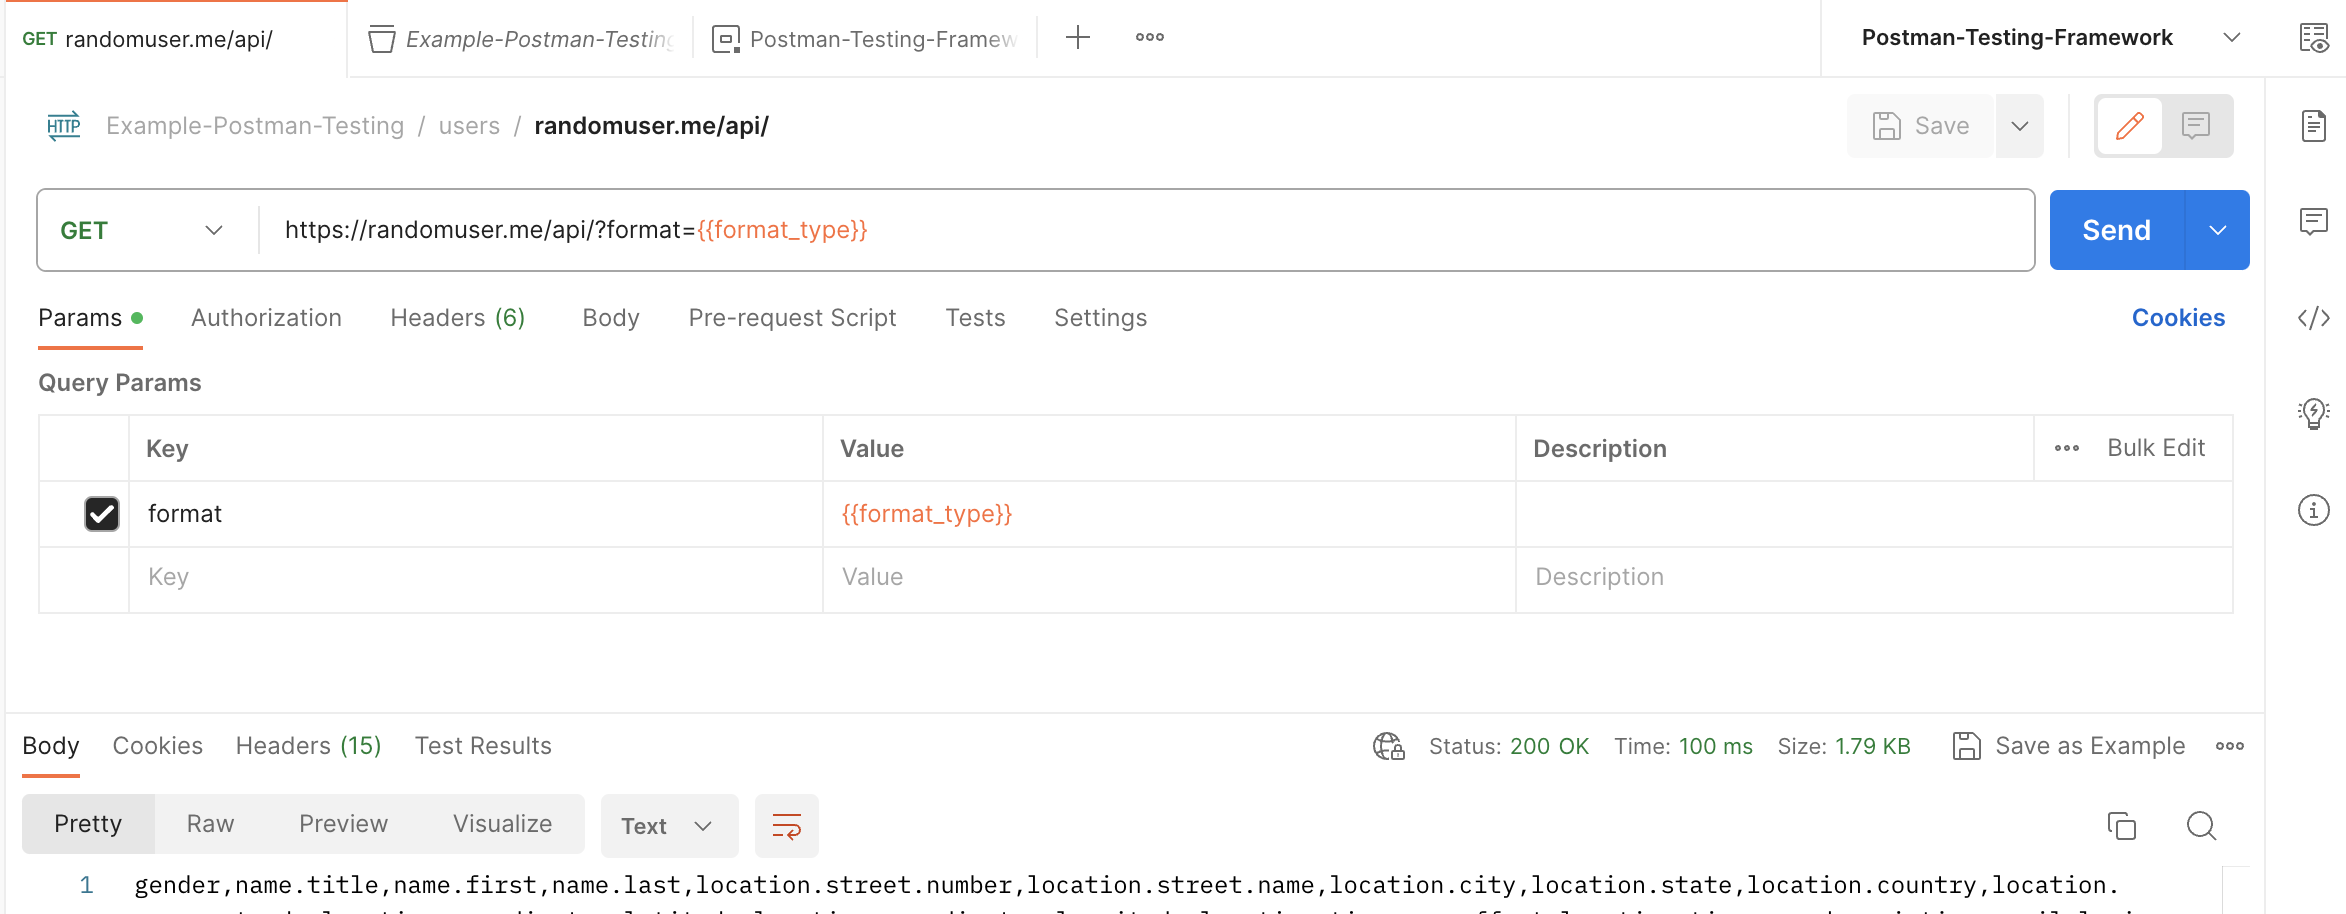 GET randomuser.me/api/ Example-Postman-Testing Postman-Testing-Framew Postman-Testing-Framework
HTTP Example-Postman-Testing / users / randomuser.me/api/ Save
GET https://randomuser.me/api/?format={{format_type}} Send
Params Authorization Headers (6) Body Pre-request Script Tests Settings Cookies
Query Params
Key Value Description Bulk Edit
format {{format_type}}
Key Value Description
Body Cookies Headers (15) Test Results Status: 200 OK Time: 100 ms Size: 1.79 KB Save as Example
Pretty Raw Preview Visualize Text
1 gender,name.title,name.first,name.last,location.street.number,location.street.name,location.city,location.state,location.country,location.